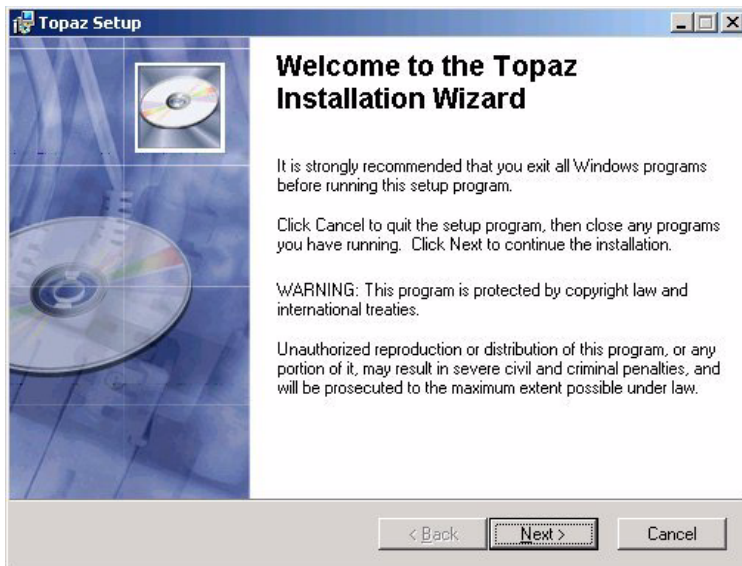 Topaz Setup
Welcome to the Topaz
Installation Wizard
It is strongly recommended that you exit all Windows programs
before running this setup program.
Click Cancel to quit the setup program, then close any programs
you have running.  Click Next to continue the installation.
WARNING: This program is protected by copyright law and
international treaties.
Unauthorized reproduction or distribution of this program, or any
portion of it, may result in severe civil and criminal penalties, and
will be prosecuted to the maximum extent possible under law.
< Back
Next >
Cancel